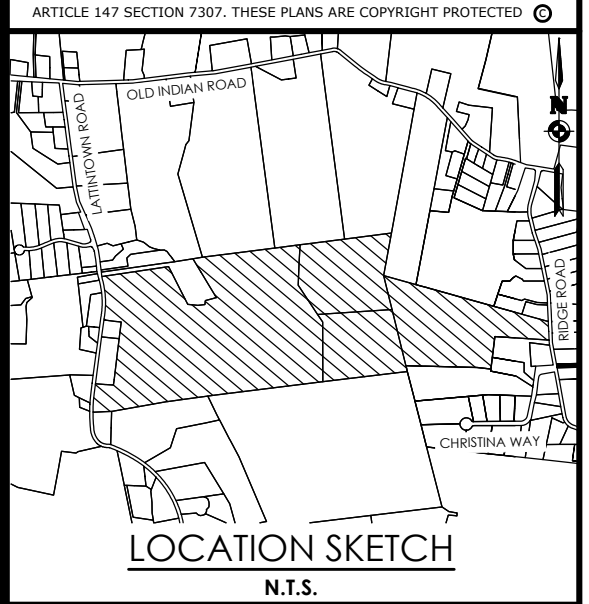 ARTICLE 147 SECTION 7307. THESE PLANS ARE COPYRIGHT PROTECTED ©
OLD INDIAN ROAD
LATTINTOWN ROAD
N
RIDGE ROAD
CHRISTINA WAY
LOCATION SKETCH
N.T.S.